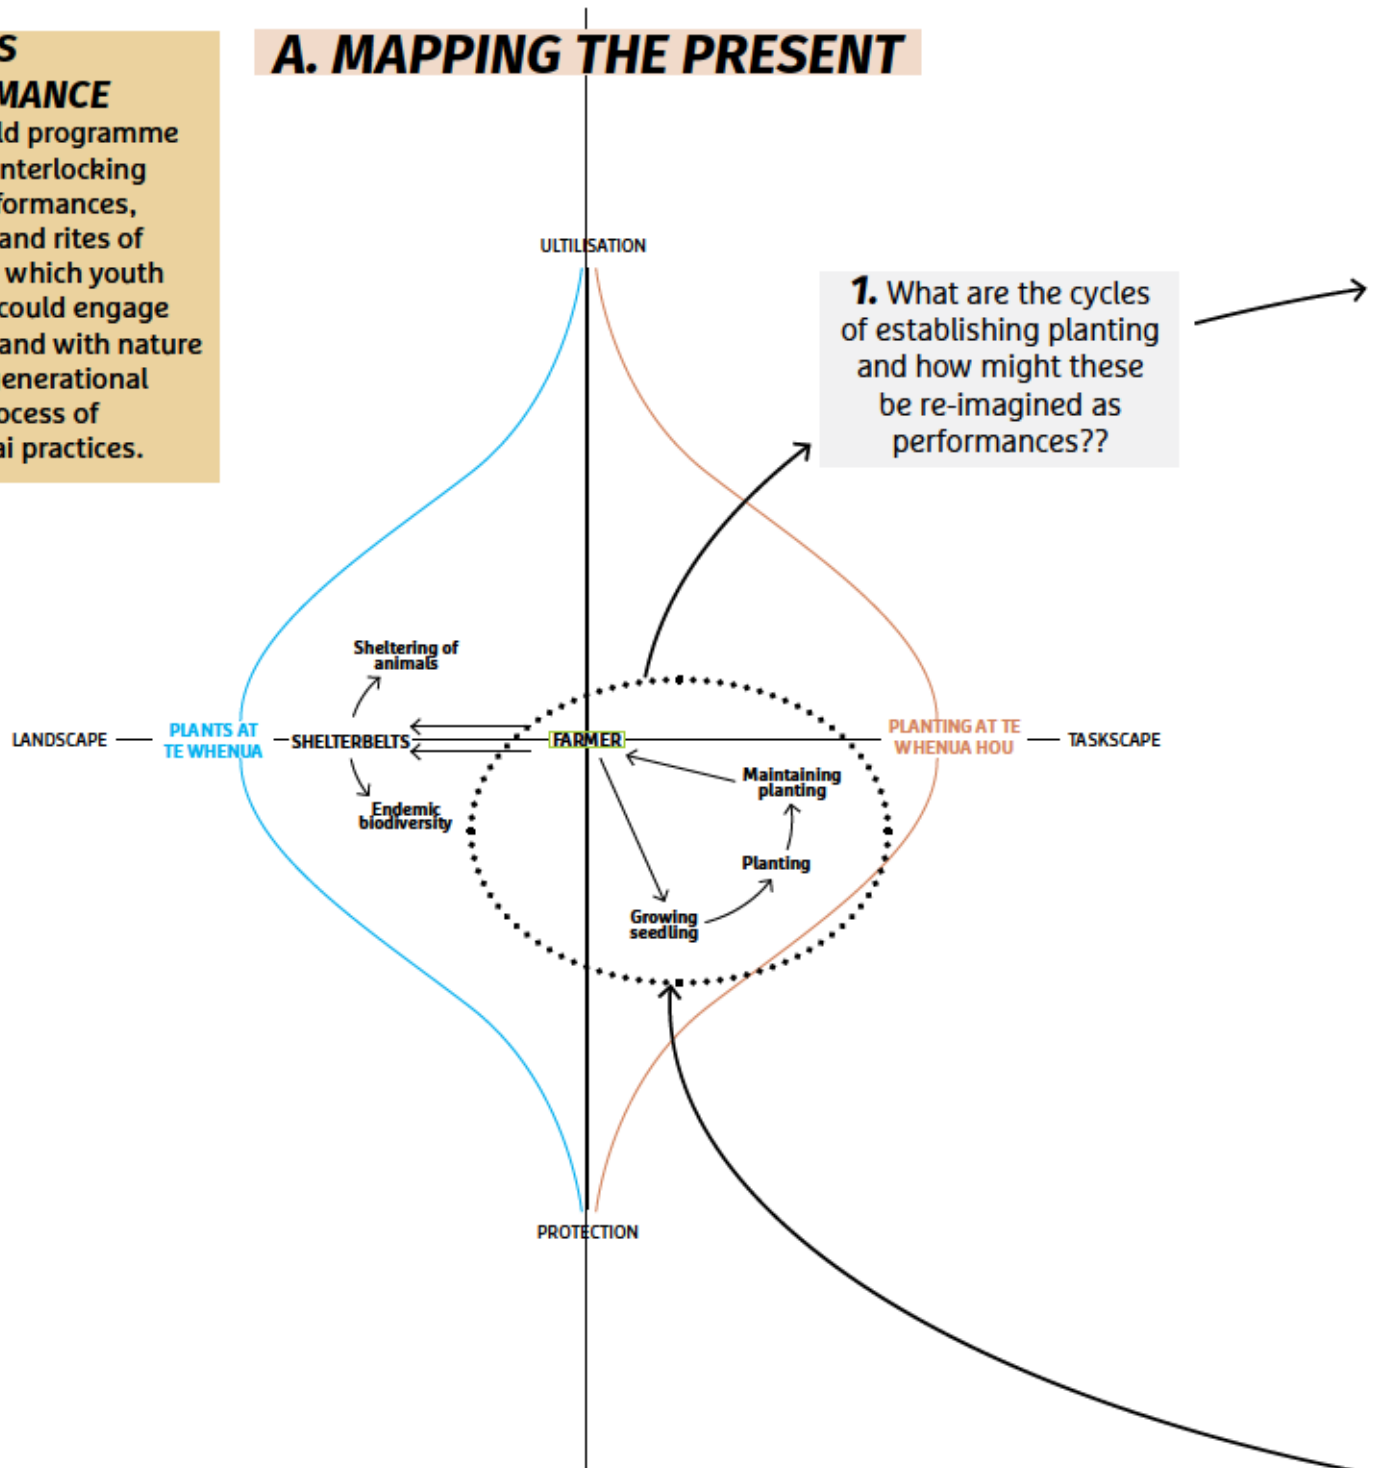 A. MAPPING THE PRESENT
S
MANCE
ld programme
nterlocking
formances,
and rites of
which youth
could engage
and with nature
enerational
ocess of
ai practices.
ULTILISATION
1. What are the cycles
of establishing planting
and how might these
be re-imagined as
performances??
Sheltering of
animals
LANDSCAPE
PLANTS AT
TE WHENUA
SHELTERBELTS
FARMER
PLANTING AT TE
WHENUA HOU
TASKSCAPE
Endemic
biodiversity
Maintaining
planting
Planting
Growing
seedling
PROTECTION